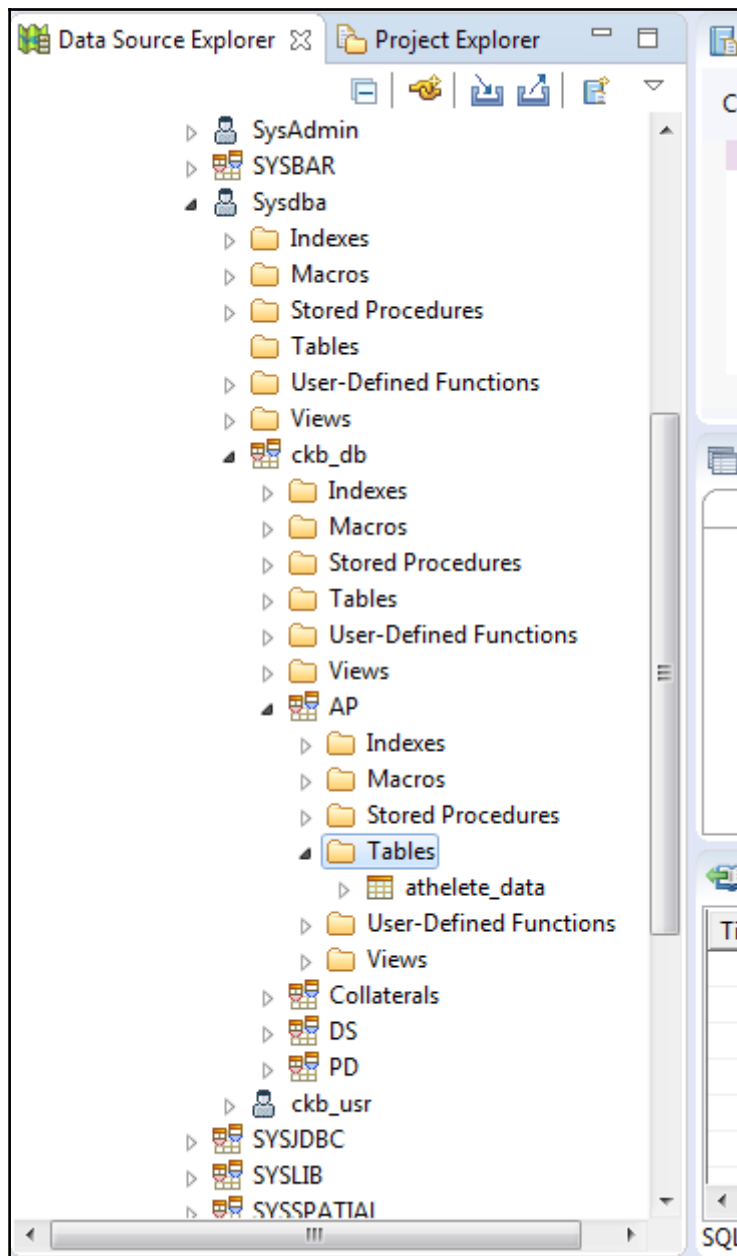 Data Source Explorer Project Explorer
SysAdmin
SYSBAR
Sysdba
Indexes
Macros
Stored Procedures
Tables
User-Defined Functions
Views
ckb_db
Indexes
Macros
Stored Procedures
Tables
User-Defined Functions
Views
AP
Indexes
Macros
Stored Procedures
Tables
athelete_data
User-Defined Functions
Views
Collaterals
DS
PD
ckb_usr
SYSJDBC
SYSLIB
SYSSPATIAL